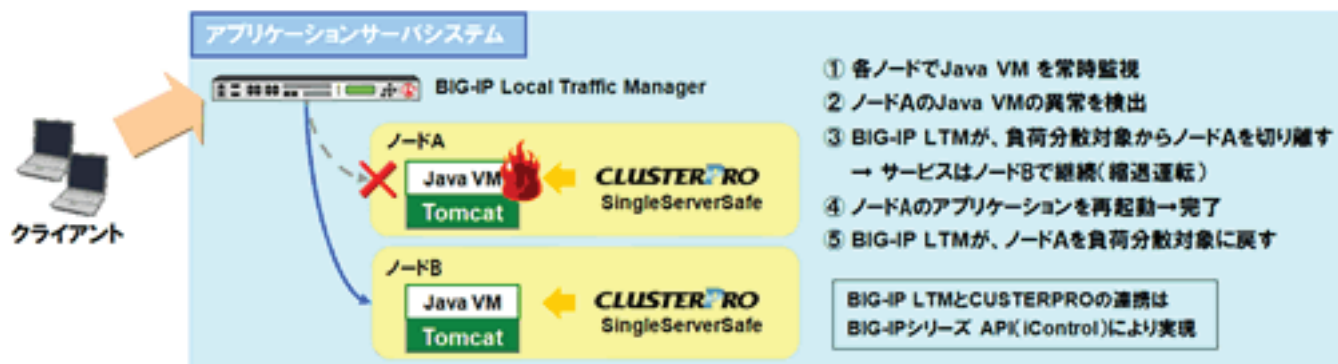 アプリケーションサーバシステム
BIG-IP Local Traffic Manager
クライアント
ノードA
Java VM
Tomcat
CLUSTERPRO
SingleServerSafe
ノードB
Java VM
Tomcat
CLUSTERPRO
SingleServerSafe
① 各ノードでJava VM を常時監視
② ノードAのJava VMの異常を検出
③ BIG-IP LTMが、負荷分散対象からノードAを切り離す
→ サービスはノードBで継続(縮退運転)
④ ノードAのアプリケーションを再起動→完了
⑤ BIG-IP LTMが、ノードAを負荷分散対象に戻す
BIG-IP LTMとCUSTERPROの連携は
BIG-IPシリーズ API(iControl)により実現